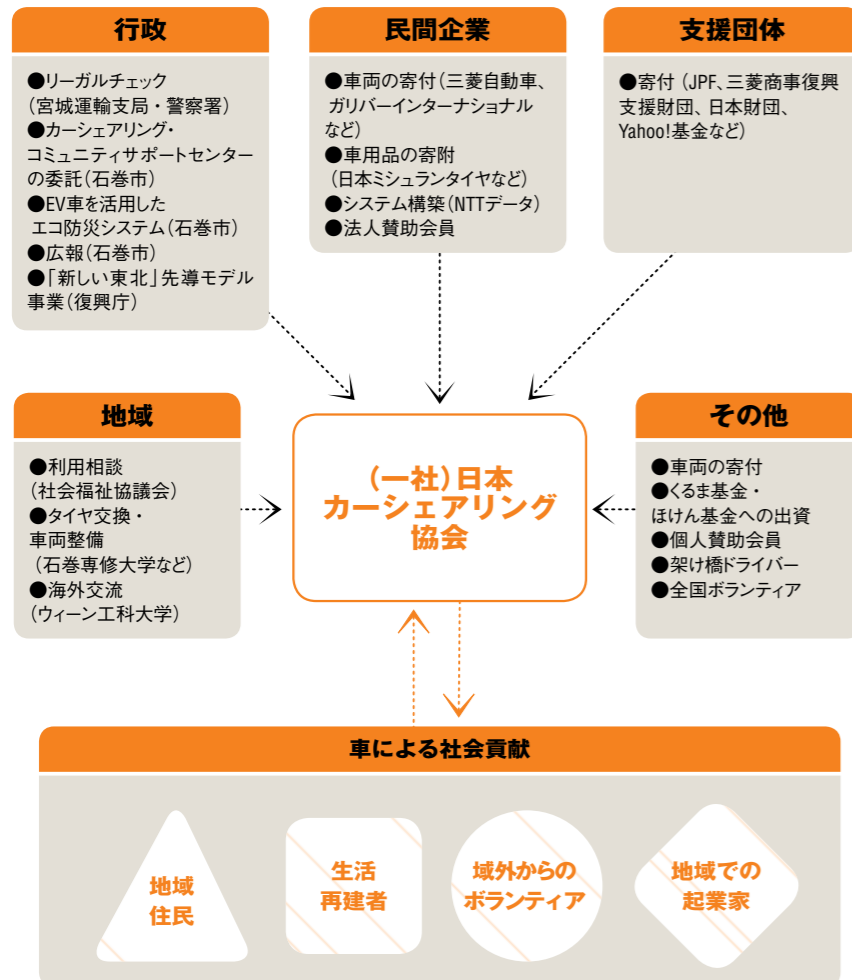 行政
●リーガルチェック
(宮城運輸支局・警察署)
●カーシェアリング・
コミュニティサポートセンター
の委託(石巻市)
●EV車を活用した
エコ防災システム(石巻市)
●広報(石巻市)
●「新しい東北」先導モデル
事業(復興庁)
民間企業
●車両の寄付(三菱自動車、
ガリバーインターナショナル
など)
●車用品の寄附
(日本ミシュランタイヤなど)
●システム構築(NTTデータ)
●法人賛助会員
支援団体
●寄付(JPF、三菱商事復興
支援財団、日本財団、
Yahoo!基金など)
地域
●利用相談
(社会福祉協議会)
●タイヤ交換・
車両整備
(石巻専修大学など)
●海外交流
(ウィーン工科大学)
(一社)日本
カーシェアリング
協会
その他
●車両の寄付
●くるま基金・
ほけん基金への出資
●個人賛助会員
●架け橋ドライバー
●全国ボランティア
車による社会貢献
地域
住民
生活
再建者
域外からの
ボランティア
地域での
起業家